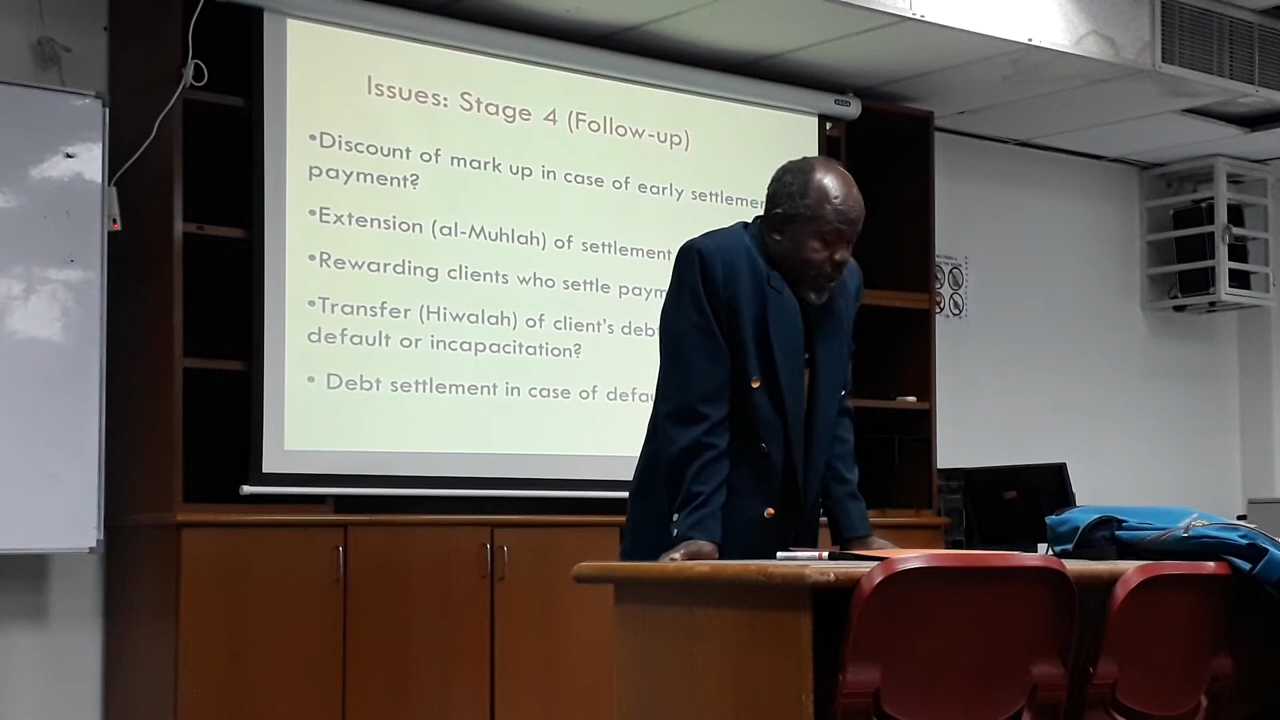 Issues: Stage 4 (Follow-up)
•Discount of mark up in case of early settlemen
payment?
•Extension (al-Muhlah) of settlement
•Rewarding clients who settle paym
•Transfer (Hiwalah) of client's deb
default or incapacitation?
• Debt settlement in case of defau
VEGA